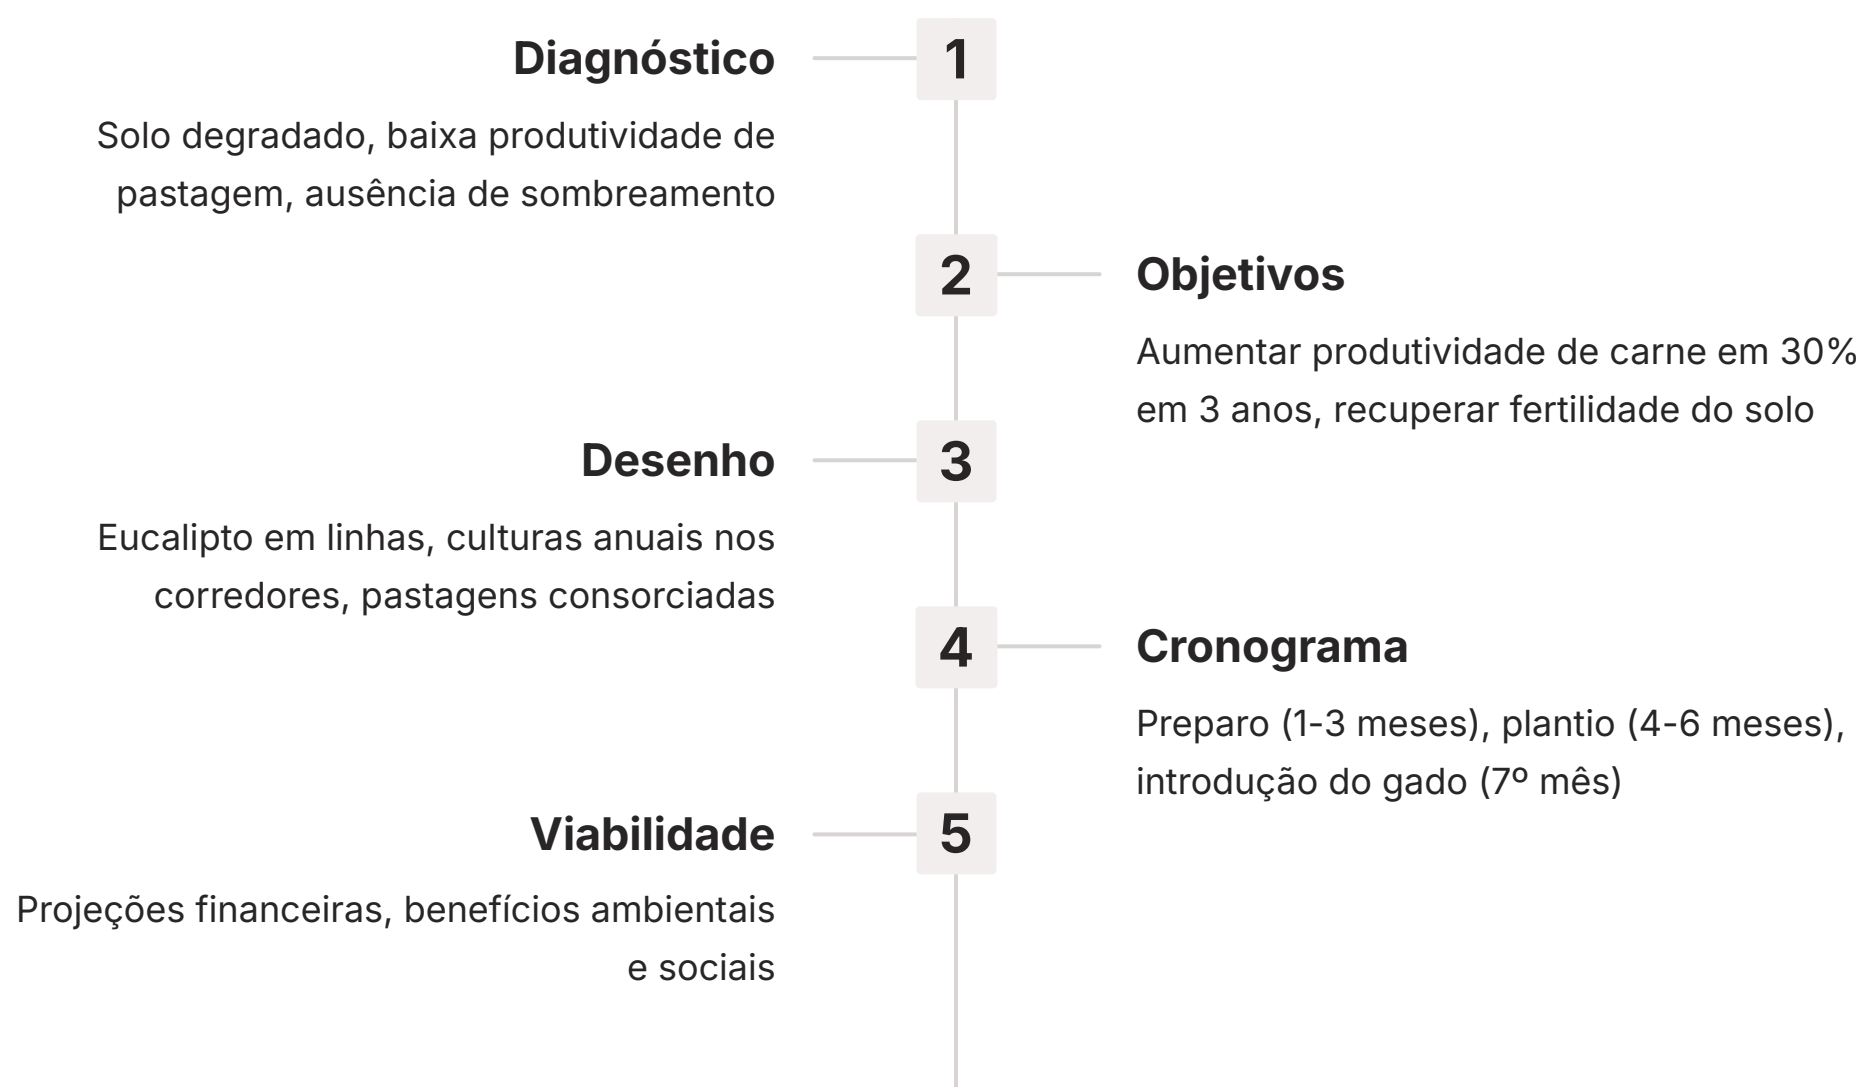 Diagnóstico
1
Solo degradado, baixa produtividade de
pastagem, ausência de sombreamento
2
Objetivos
Aumentar produtividade de carne em 30%
em 3 anos, recuperar fertilidade do solo
Desenho
3
Eucalipto em linhas, culturas anuais nos
corredores, pastagens consorciadas
4
Cronograma
Preparo (1-3 meses), plantio (4-6 meses),
introdução do gado (7º mês)
Viabilidade
5
Projeções financeiras, benefícios ambientais
e sociais